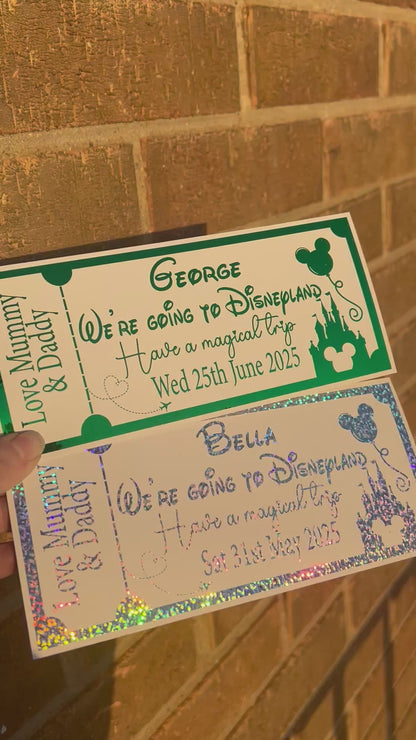 George
We're going to Disneyland
Have a magical trip
Wed 25th June 2025
Love Mummy
& Daddy
Bella
We're going to Disneyland
Have a magical trip
Sat 31st May 2025
Love Mummy
& Daddy